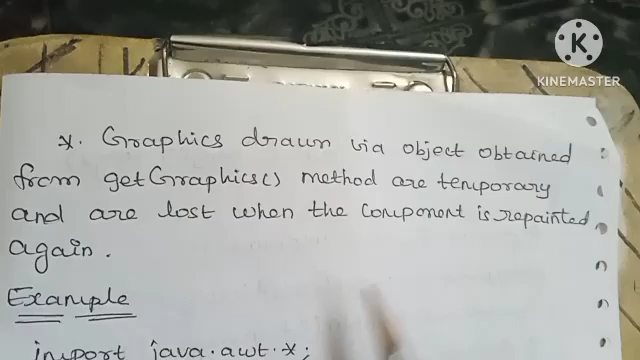 KINEMASTER
*. Graphics drawn via object obtained
from getGraphics() method are temporary
and are lost when the component is repainted
again.
Example
import java.awt.*;